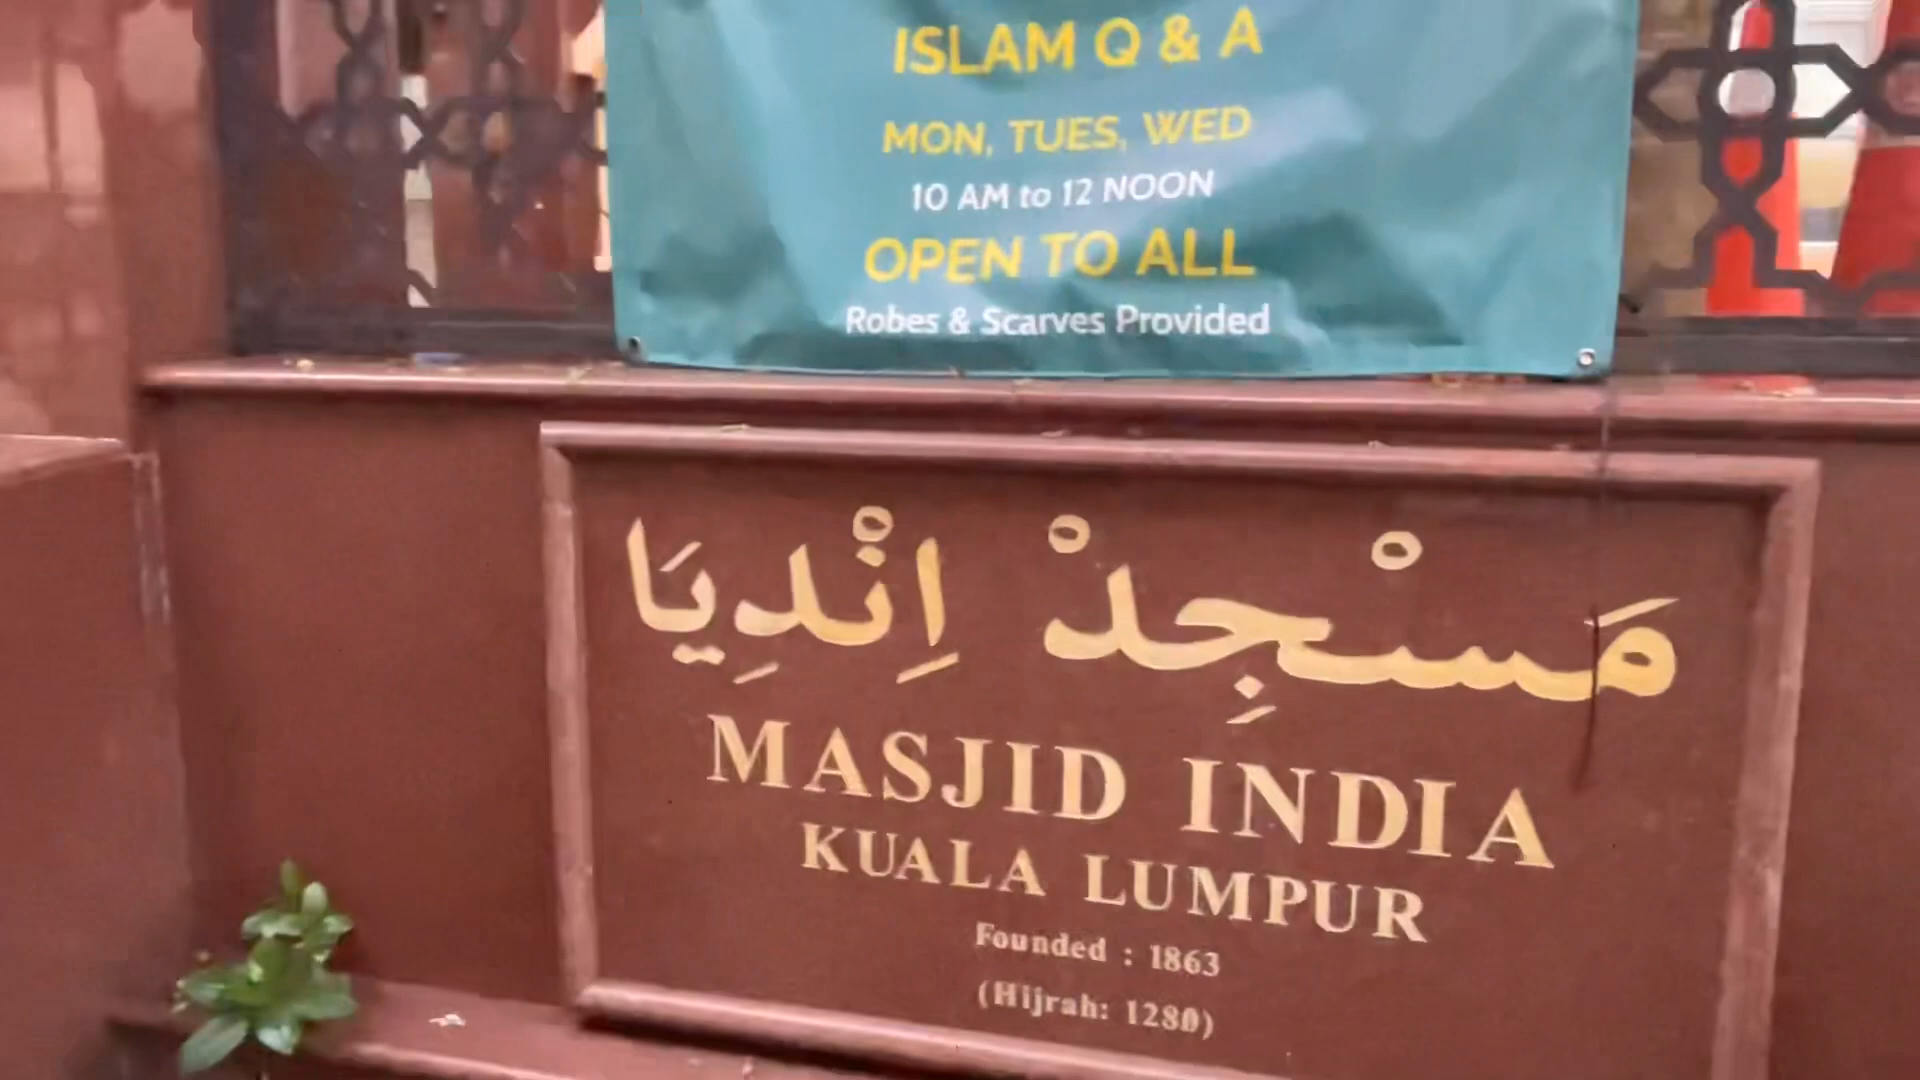 ISLAM Q & A
MON, TUES, WED
10 AM to 12 NOON
OPEN TO ALL
Robes & Scarves Provided
مَسْجِدْ اِنْدِيَا
MASJID INDIA
KUALA LUMPUR
Founded : 1863
(Hijrah: 1280)